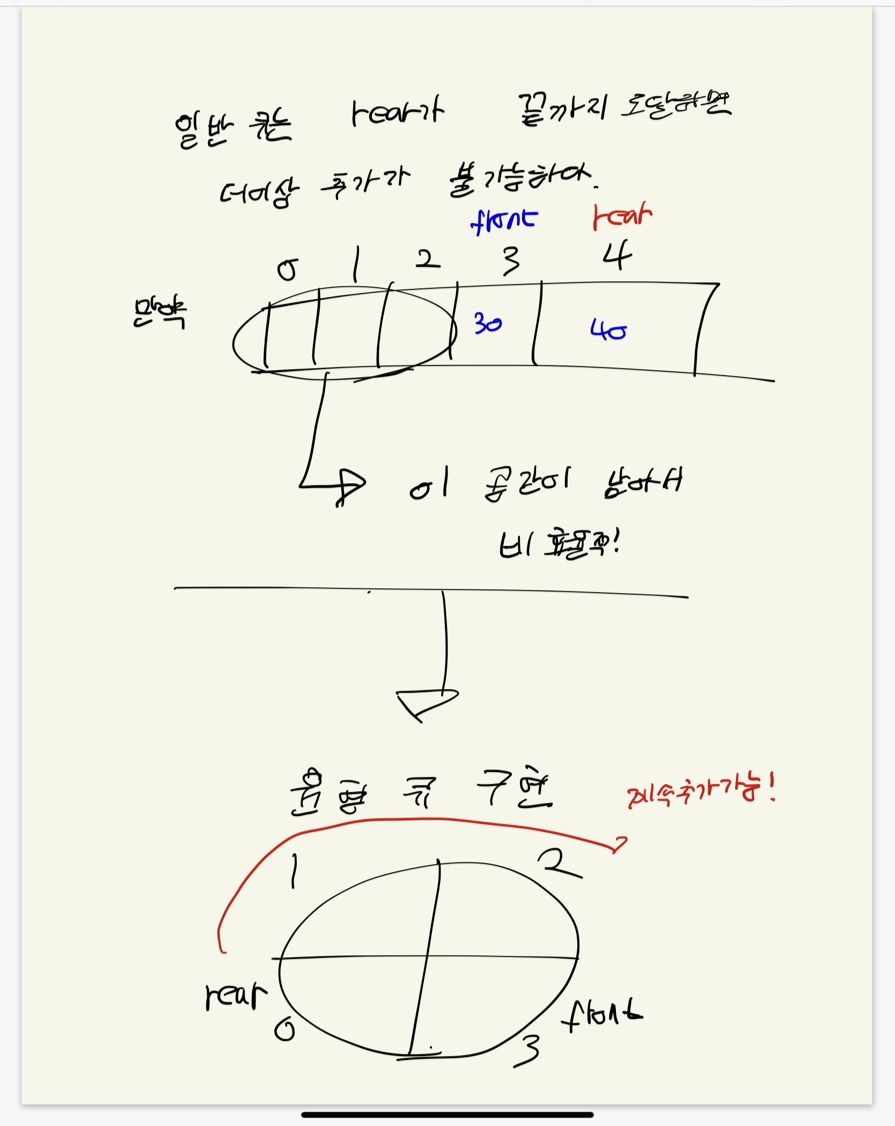 일반 큐는 rear가 끝까지 도달하면
더이상 추가가 불가능하다.
front rear
0 1 2 3 4
만약 30 40
이 공간이 남아서
비효율적!
원형 큐 구현
계속추가가능!
1 2
rear front
0 3